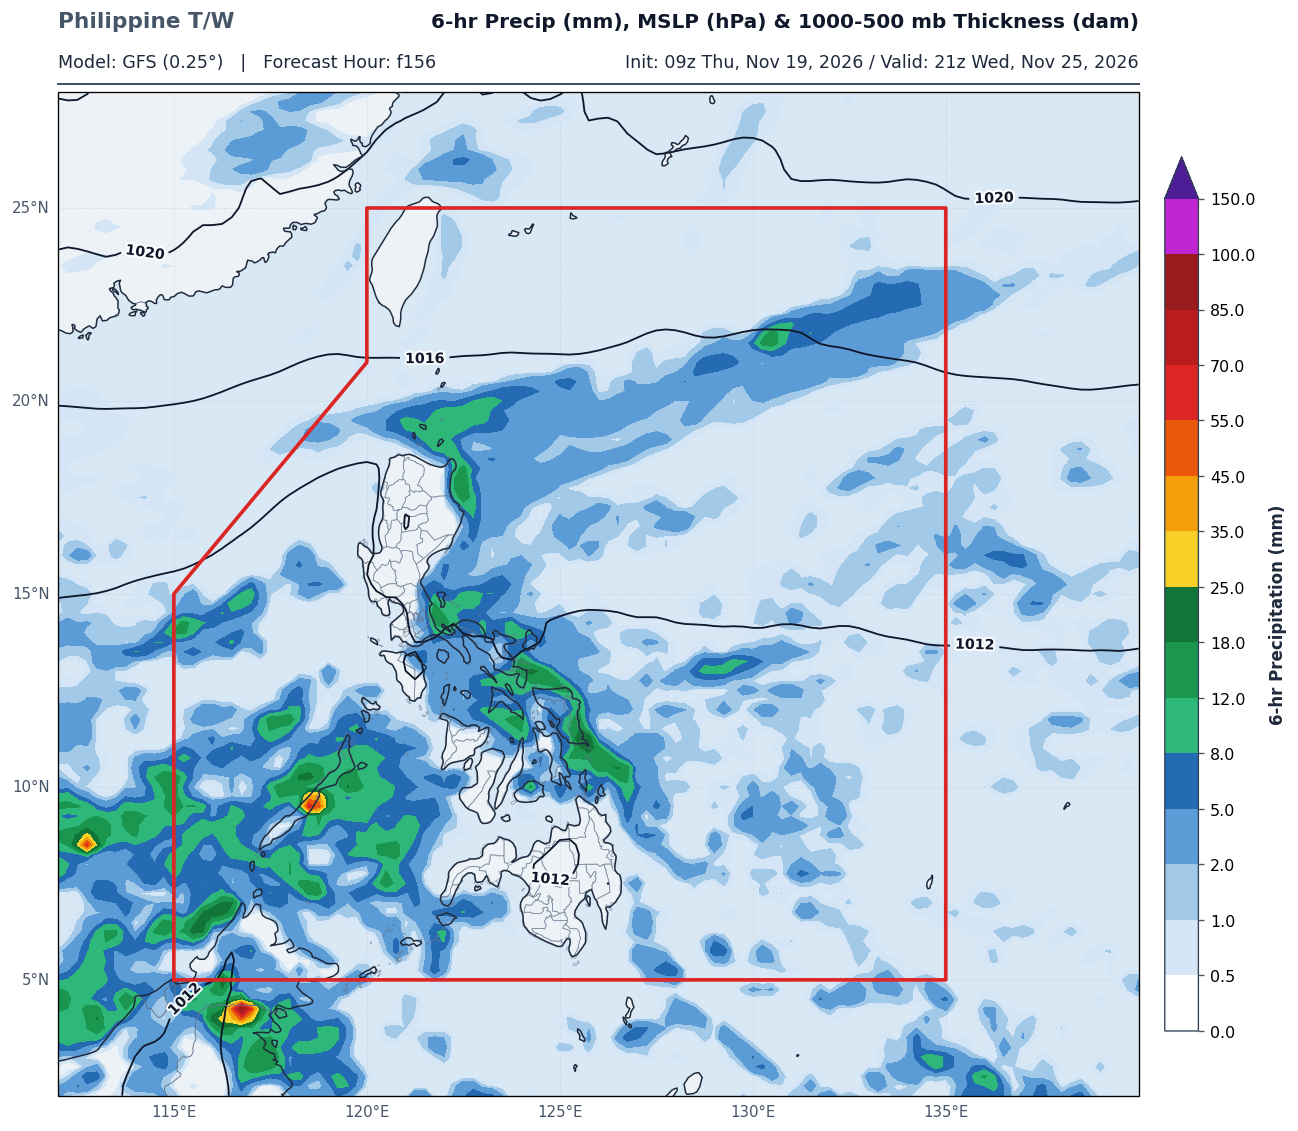 Philippine T/W
6-hr Precip (mm), MSLP (hPa) & 1000-500 mb Thickness (dam)
Model: GFS (0.25°) | Forecast Hour: f156
Init: 09z Thu, Nov 19, 2026 / Valid: 21z Wed, Nov 25, 2026
25°N
20°N
15°N
10°N
5°N
115°E
120°E
125°E
130°E
135°E
1020
1020
1016
1012
1012
1012
150.0
100.0
85.0
70.0
55.0
45.0
35.0
25.0
18.0
12.0
8.0
5.0
2.0
1.0
0.5
0.0
6-hr Precipitation (mm)